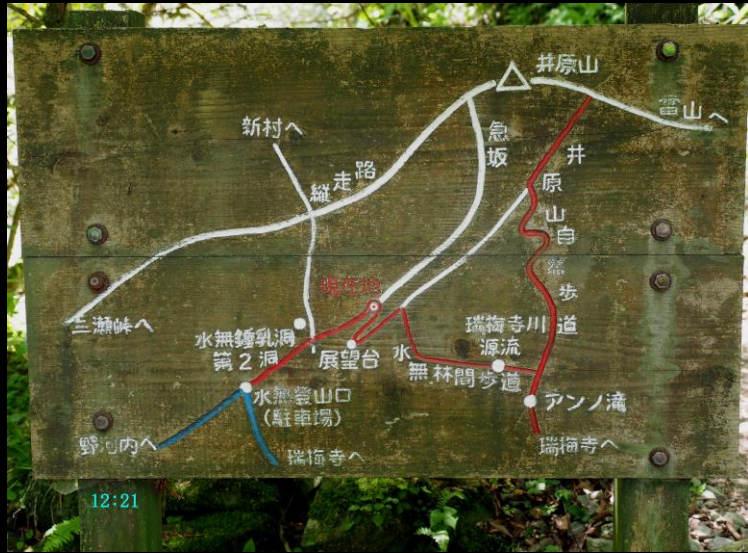 井原山
雷山へ
急坂
新村へ
縦走路
井原山自然歩道
現在地
三瀬峠へ
水無鍾乳洞
第2洞
展望台
瑞梅寺川
源流
水無林間歩道
アンノ滝
水無登山口
(駐車場)
野河内へ
瑞梅寺へ
瑞梅寺へ
12:21